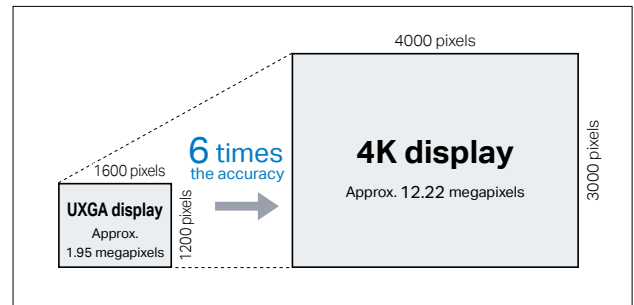 4000 pixels
6 times
the accuracy
4K display
Approx. 12.22 megapixels
3000 pixels
1600 pixels
UXGA display
Approx.
1.95 megapixels
1200 pixels